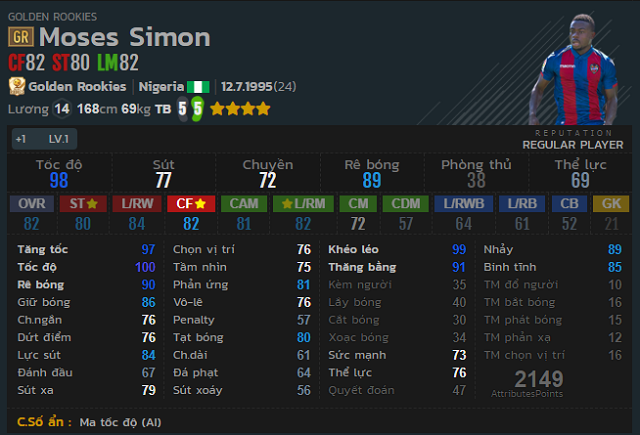 GOLDEN ROOKIES
GR Moses Simon
CF82 ST80 LM82
Golden Rookies Nigeria 12.7.1995(24)
Lương 14 168cm 69kg TB 5 5
REPUTATION
REGULAR PLAYER
+1 LV.1
Tốc độ Sút Chuyền Rê bóng Phòng thủ Thể lực
98 77 72 89 38 69
OVR ST L/RW CF CAM L/RM CM CDM L/RWB L/RB CB GK
82 80 84 82 81 82 72 57 64 61 52 21
Tăng tốc 97 Chọn vị trí 76 Khéo léo 99 Nhảy 89
Tốc độ 100 Tầm nhìn 75 Thăng bằng 91 Bình tĩnh 85
Rê bóng 90 Phản ứng 81 Kèm người 35 TM đổ người 10
Giữ bóng 86 Vô-lê 76 Lấy bóng 40 TM bắt bóng 16
Ch.ngắn 76 Penalty 57 Cắt bóng 30 TM phát bóng 15
Dứt điểm 76 Tạt bóng 80 Xoạc bóng 34 TM phản xạ 12
Lực sút 84 Ch.dài 61 Sức mạnh 73 TM chọn vị trí 16
Đánh đầu 67 Đá phạt 64 Thể lực 76
Sút xa 79 Sút xoáy 56 Quyết đoán 47
2149
AttributesPoints
C.Số ẩn : Ma tốc độ (AI)